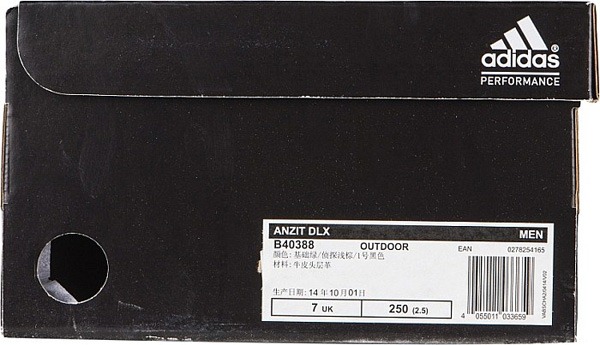 adidas®
PERFORMANCE
ANZIT DLX MEN
B40388 OUTDOOR EAN 0278254165
颜色: 基础绿/侦探浅棕/1号黑色
材料: 牛皮头层革
生产日期: 14 年10 月01日
7 UK 250 (2.5)
4 055011 033659